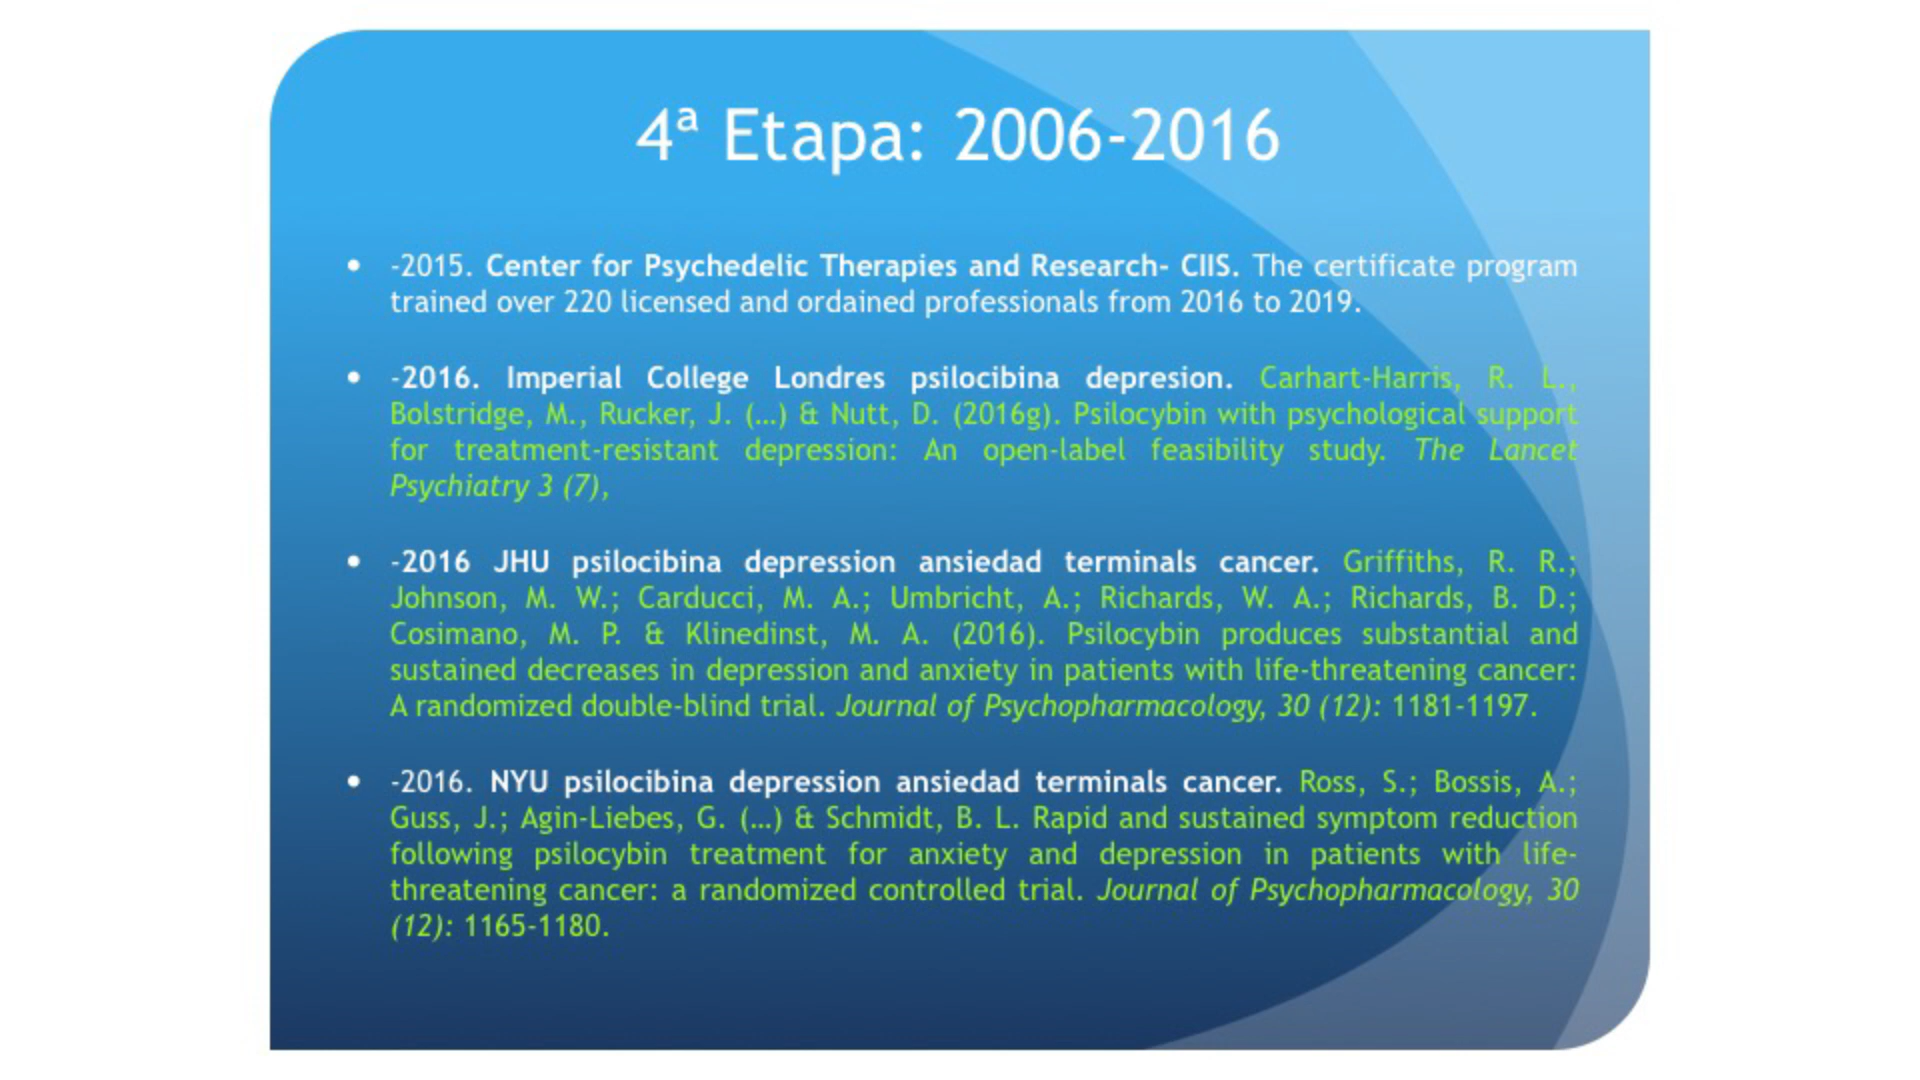 4ª Etapa: 2006-2016
• -2015. Center for Psychedelic Therapies and Research- CIIS. The certificate program
trained over 220 licensed and ordained professionals from 2016 to 2019.
• -2016. Imperial College Londres psilocibina depresion. Carhart-Harris, R. L.,
Bolstridge, M., Rucker, J. (…) & Nutt, D. (2016g). Psilocybin with psychological support
for treatment-resistant depression: An open-label feasibility study. The Lancet
Psychiatry 3 (7),
• -2016 JHU psilocibina depression ansiedad terminals cancer. Griffiths, R. R.;
Johnson, M. W.; Carducci, M. A.; Umbricht, A.; Richards, W. A.; Richards, B. D.;
Cosimano, M. P. & Klinedinst, M. A. (2016). Psilocybin produces substantial and
sustained decreases in depression and anxiety in patients with life-threatening cancer:
A randomized double-blind trial. Journal of Psychopharmacology, 30 (12): 1181-1197.
• -2016. NYU psilocibina depression ansiedad terminals cancer. Ross, S.; Bossis, A.;
Guss, J.; Agin-Liebes, G. (…) & Schmidt, B. L. Rapid and sustained symptom reduction
following psilocybin treatment for anxiety and depression in patients with life-
threatening cancer: a randomized controlled trial. Journal of Psychopharmacology, 30
(12): 1165-1180.